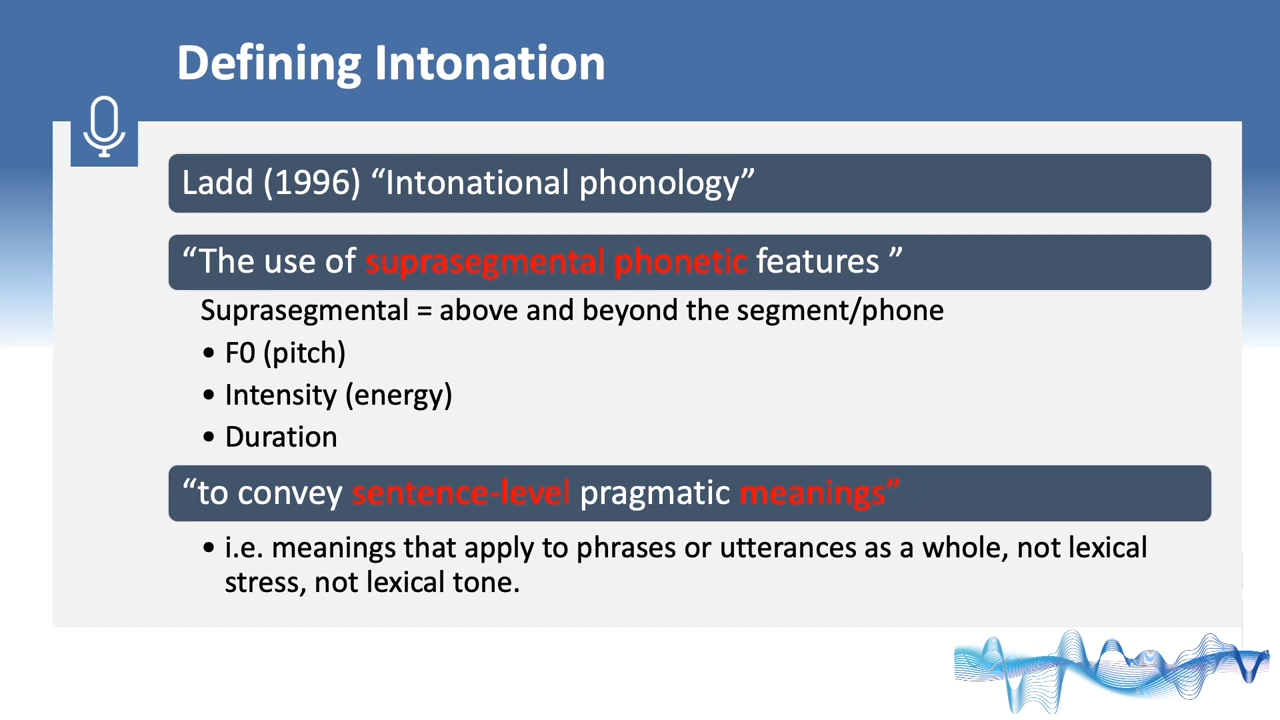 Defining Intonation
Ladd (1996) “Intonational phonology”
“The use of suprasegmental phonetic features ”
Suprasegmental = above and beyond the segment/phone
• F0 (pitch)
• Intensity (energy)
• Duration
“to convey sentence-level pragmatic meanings”
• i.e. meanings that apply to phrases or utterances as a whole, not lexical
stress, not lexical tone.